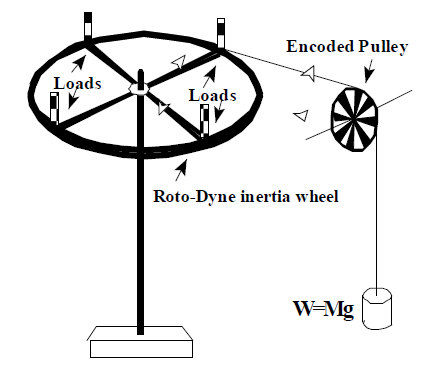 Encoded Pulley
Loads
Loads
Roto-Dyne inertia wheel
W=Mg